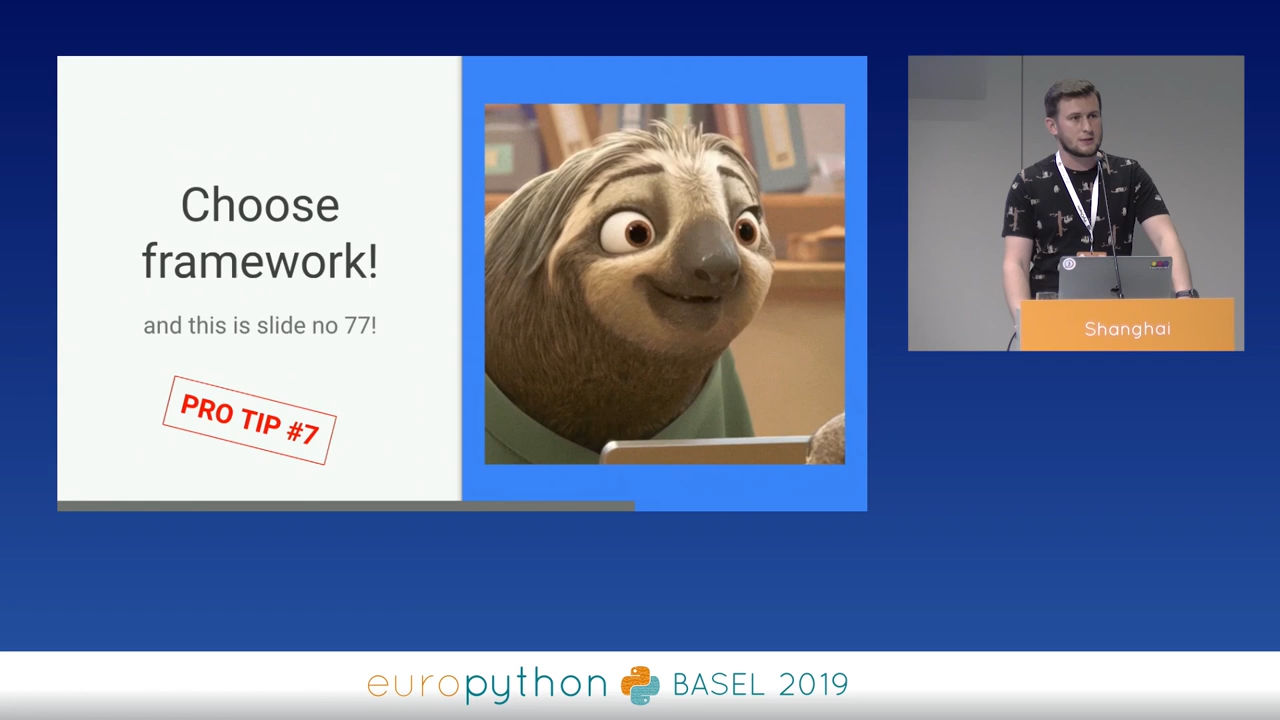 Choose
framework!
and this is slide no 77!
PRO TIP #7
Shanghai
europython BASEL 2019